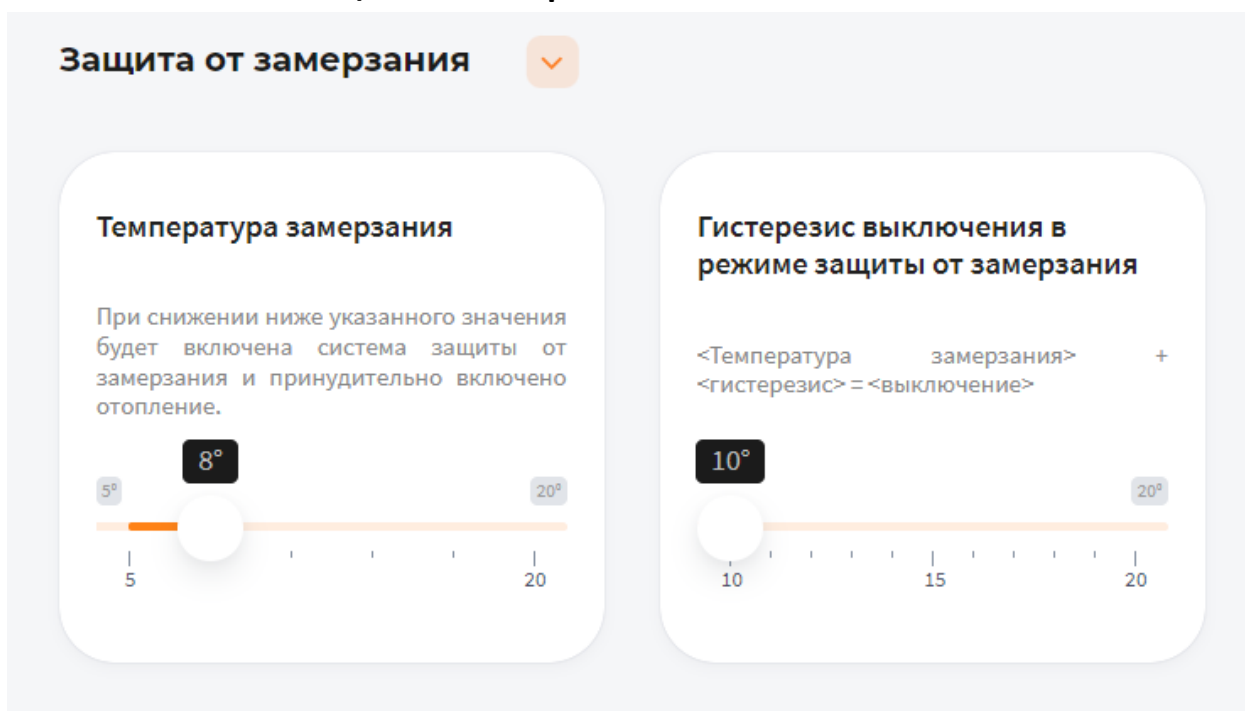 Защита от замерзания
Температура замерзания
При снижении ниже указанного значения
будет включена система защиты от
замерзания и принудительно включено
отопление.
8°
5°
20°
5
20
Гистерезис выключения в
режиме защиты от замерзания
<Температура замерзания> +
<гистерезис> = <выключение>
10°
20°
10
15
20